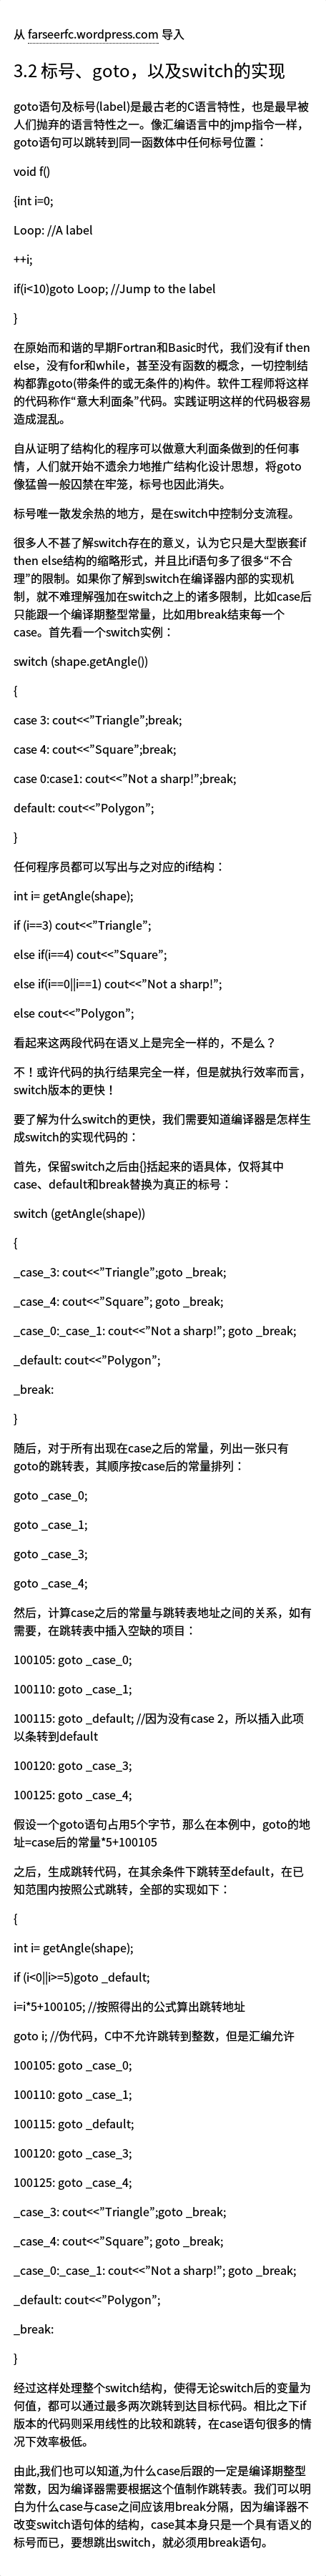 从 farseerfc.wordpress.com 导入
3.2 标号、goto，以及switch的实现
goto语句及标号(label)是最古老的C语言特性，也是最早被
人们抛弃的语言特性之一。像汇编语言中的jmp指令一样，
goto语句可以跳转到同一函数体中任何标号位置：
void f()
{int i=0;
Loop: //A label
++i;
if(i<10)goto Loop; //Jump to the label
}
在原始而和谐的早期Fortran和Basic时代，我们没有if then
else，没有for和while，甚至没有函数的概念，一切控制结
构都靠goto(带条件的或无条件的)构件。软件工程师将这样
的代码称作“意大利面条”代码。实践证明这样的代码极容易
造成混乱。
自从证明了结构化的程序可以做意大利面条做到的任何事
情，人们就开始不遗余力地推广结构化设计思想，将goto
像猛兽一般囚禁在牢笼，标号也因此消失。
标号唯一散发余热的地方，是在switch中控制分支流程。
很多人不甚了解switch存在的意义，认为它只是大型嵌套if
then else结构的缩略形式，并且比if语句多了很多“不合
理”的限制。如果你了解到switch在编译器内部的实现机
制，就不难理解强加在switch之上的诸多限制，比如case后
只能跟一个编译期整型常量，比如用break结束每一个
case。首先看一个switch实例：
switch (shape.getAngle())
{
case 3: cout<<”Triangle”;break;
case 4: cout<<”Square”;break;
case 0:case1: cout<<”Not a sharp!”;break;
default: cout<<”Polygon”;
}
任何程序员都可以写出与之对应的if结构：
int i= getAngle(shape);
if (i==3) cout<<”Triangle”;
else if(i==4) cout<<”Square”;
else if(i==0||i==1) cout<<”Not a sharp!”;
else cout<<”Polygon”;
看起来这两段代码在语义上是完全一样的，不是么？
不！或许代码的执行结果完全一样，但是就执行效率而言，
switch版本的更快！
要了解为什么switch的更快，我们需要知道编译器是怎样生
成switch的实现代码的：
首先，保留switch之后由{}括起来的语具体，仅将其中
case、default和break替换为真正的标号：
switch (getAngle(shape))
{
_case_3: cout<<”Triangle”;goto _break;
_case_4: cout<<”Square”; goto _break;
_case_0:_case_1: cout<<”Not a sharp!”; goto _break;
_default: cout<<”Polygon”;
_break:
}
随后，对于所有出现在case之后的常量，列出一张只有
goto的跳转表，其顺序按case后的常量排列：
goto _case_0;
goto _case_1;
goto _case_3;
goto _case_4;
然后，计算case之后的常量与跳转表地址之间的关系，如有
需要，在跳转表中插入空缺的项目：
100105: goto _case_0;
100110: goto _case_1;
100115: goto _default; //因为没有case 2，所以插入此项
以条转到default
100120: goto _case_3;
100125: goto _case_4;
假设一个goto语句占用5个字节，那么在本例中，goto的地
址=case后的常量*5+100105
之后，生成跳转代码，在其余条件下跳转至default，在已
知范围内按照公式跳转，全部的实现如下：
{
int i= getAngle(shape);
if (i<0||i>=5)goto _default;
i=i*5+100105; //按照得出的公式算出跳转地址
goto i; //伪代码，C中不允许跳转到整数，但是汇编允许
100105: goto _case_0;
100110: goto _case_1;
100115: goto _default;
100120: goto _case_3;
100125: goto _case_4;
_case_3: cout<<”Triangle”;goto _break;
_case_4: cout<<”Square”; goto _break;
_case_0:_case_1: cout<<”Not a sharp!”; goto _break;
_default: cout<<”Polygon”;
_break:
}
经过这样处理整个switch结构，使得无论switch后的变量为
何值，都可以通过最多两次跳转到达目标代码。相比之下if
版本的代码则采用线性的比较和跳转，在case语句很多的情
况下效率极低。
由此,我们也可以知道,为什么case后跟的一定是编译期整型
常数，因为编译器需要根据这个值制作跳转表。我们可以明
白为什么case与case之间应该用break分隔，因为编译器不
改变switch语句体的结构，case其本身只是一个具有语义的
标号而已，要想跳出switch，就必须用break语句。